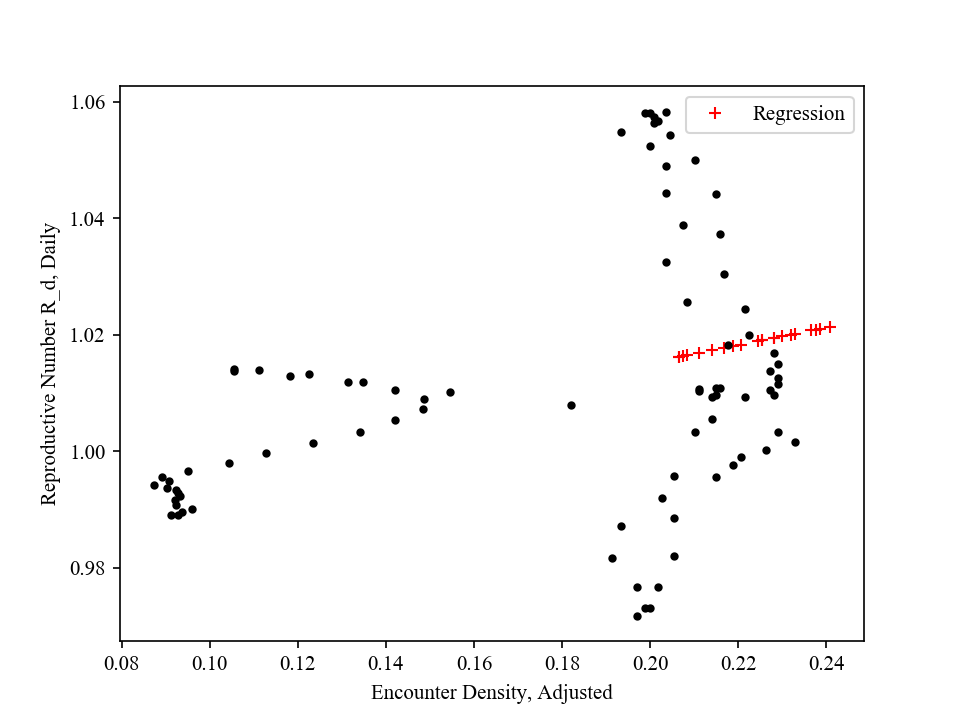 Regression
1.06
1.04
1.02
1.00
0.98
Reproductive Number R_d, Daily
0.08 0.10 0.12 0.14 0.16 0.18 0.20 0.22 0.24
Encounter Density, Adjusted